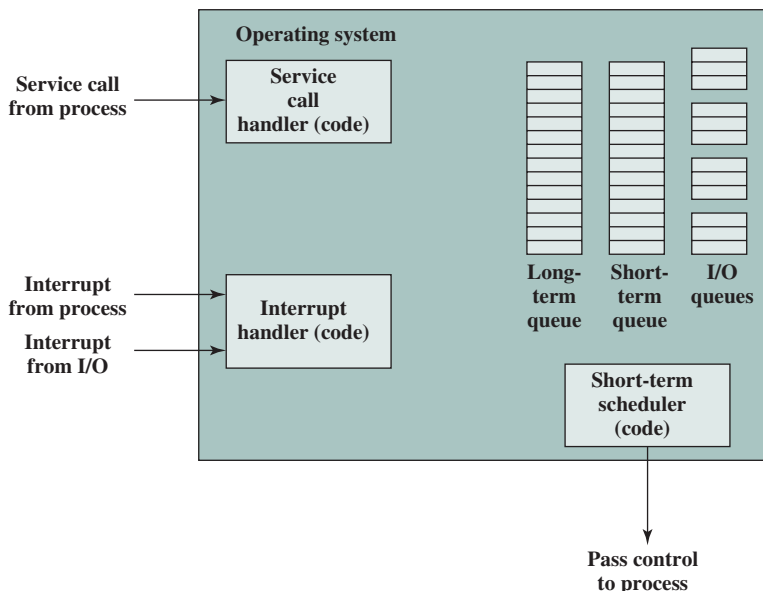 Operating system
Service call
from process
Service
call
handler (code)
Interrupt
from process
Interrupt
from I/O
Interrupt
handler (code)
Long-
term
queue
Short-
term
queue
I/O
queues
Short-term
scheduler
(code)
Pass control
to process